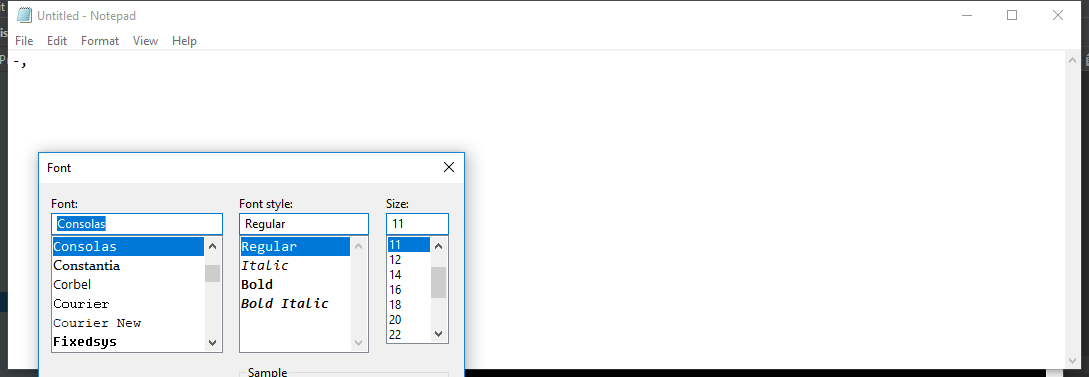 Untitled - Notepad
File Edit Format View Help
-,
Font
Font: Font style: Size:
Consolas Regular 11
Consolas Regular 11
Constantia Italic 12
Corbel Bold 14
Courier Bold Italic 16
Courier New 18
Fixedsys 20
22
Sample